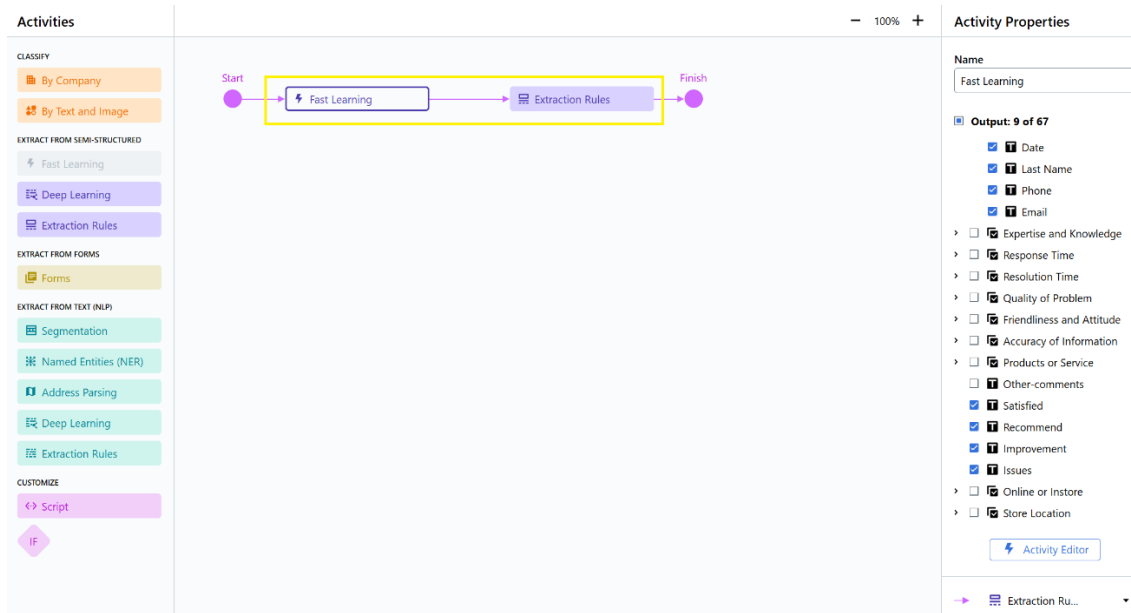 Activities
CLASSIFY
By Company
By Text and Image
EXTRACT FROM SEMI-STRUCTURED
Fast Learning
Deep Learning
Extraction Rules
EXTRACT FROM FORMS
Forms
EXTRACT FROM TEXT (NLP)
Segmentation
Named Entities (NER)
Address Parsing
Deep Learning
Extraction Rules
CUSTOMIZE
Script
IF
100%
Start
Fast Learning
Extraction Rules
Finish
Activity Properties
Name
Fast Learning
Output: 9 of 67
Date
Last Name
Phone
Email
Expertise and Knowledge
Response Time
Resolution Time
Quality of Problem
Friendliness and Attitude
Accuracy of Information
Products or Service
Other-comments
Satisfied
Recommend
Improvement
Issues
Online or Instore
Store Location
Activity Editor
Extraction Ru...